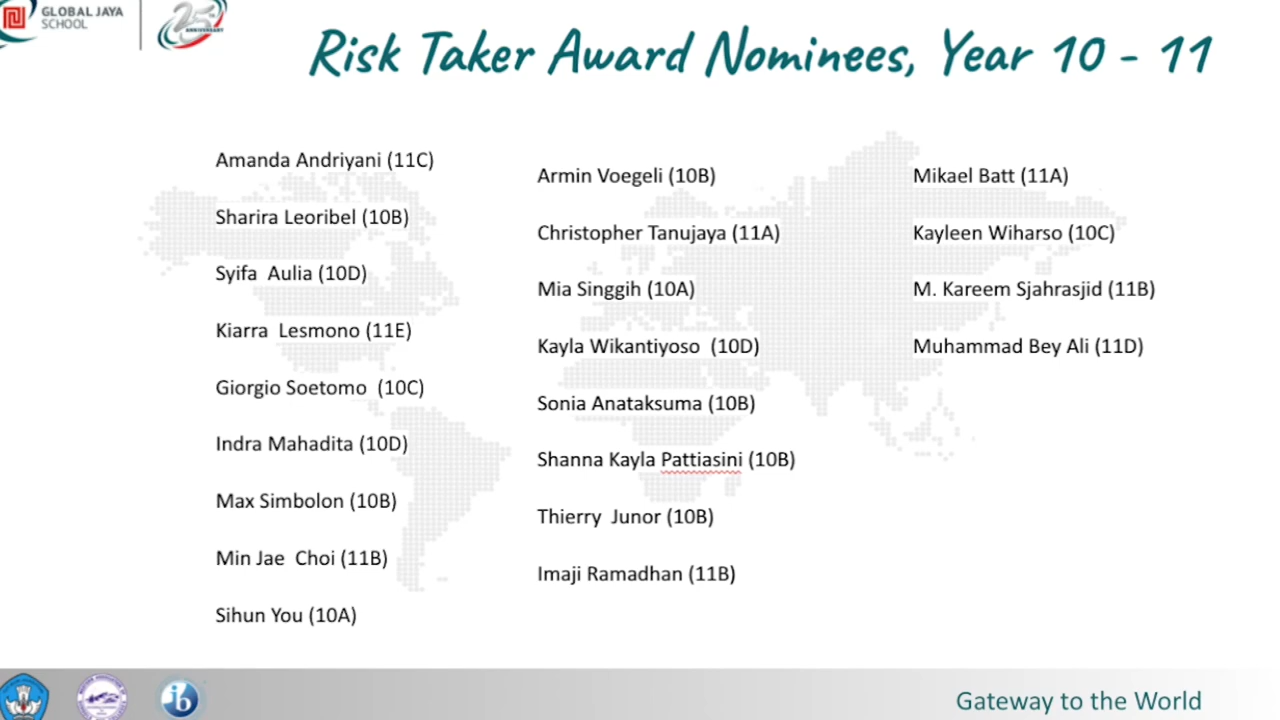 GLOBAL JAYA
SCHOOL
25th
ANNIVERSARY
Risk Taker Award Nominees, Year 10 - 11
Amanda Andriyani (11C)
Sharira Leoribel (10B)
Syifa  Aulia (10D)
Kiarra  Lesmono (11E)
Giorgio Soetomo  (10C)
Indra Mahadita (10D)
Max Simbolon (10B)
Min Jae  Choi (11B)
Sihun You (10A)
Armin Voegeli (10B)
Christopher Tanujaya (11A)
Mia Singgih (10A)
Kayla Wikantiyoso  (10D)
Sonia Anataksuma (10B)
Shanna Kayla Pattiasini (10B)
Thierry  Junor (10B)
Imaji Ramadhan (11B)
Mikael Batt (11A)
Kayleen Wiharso (10C)
M. Kareem Sjahrasjid (11B)
Muhammad Bey Ali (11D)
ib
Gateway to the World